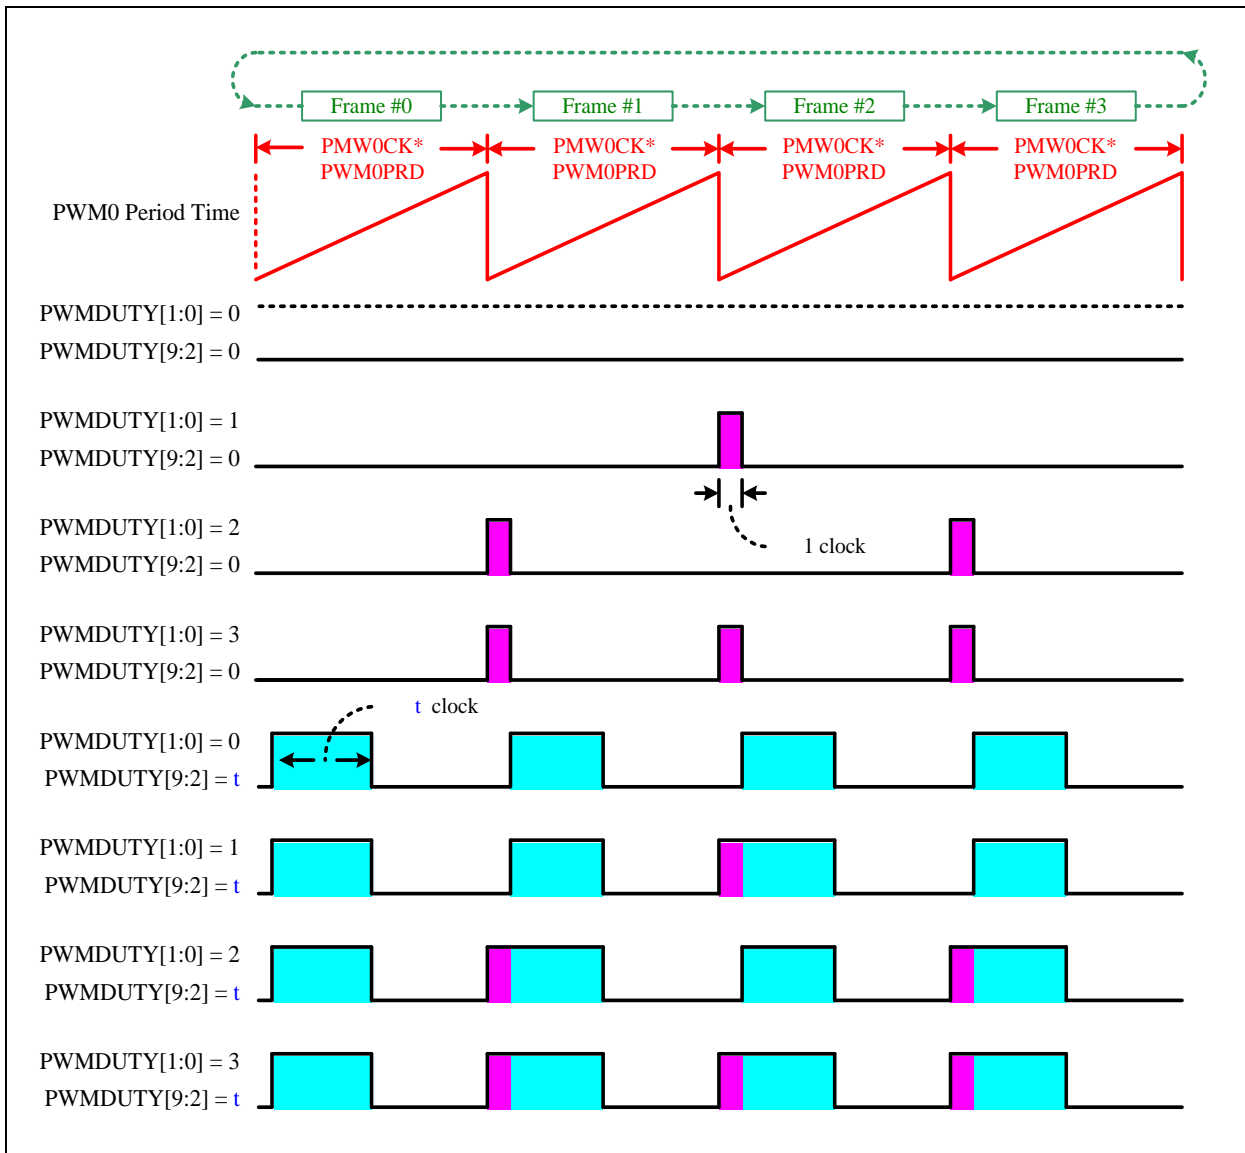 Frame #0
Frame #1
Frame #2
Frame #3
PMW0CK*
PWM0PRD
PMW0CK*
PWM0PRD
PMW0CK*
PWM0PRD
PMW0CK*
PWM0PRD
PWM0 Period Time
PWMDUTY[1:0] = 0
PWMDUTY[9:2] = 0
PWMDUTY[1:0] = 1
PWMDUTY[9:2] = 0
1 clock
PWMDUTY[1:0] = 2
PWMDUTY[9:2] = 0
PWMDUTY[1:0] = 3
PWMDUTY[9:2] = 0
t clock
PWMDUTY[1:0] = 0
PWMDUTY[9:2] = t
PWMDUTY[1:0] = 1
PWMDUTY[9:2] = t
PWMDUTY[1:0] = 2
PWMDUTY[9:2] = t
PWMDUTY[1:0] = 3
PWMDUTY[9:2] = t